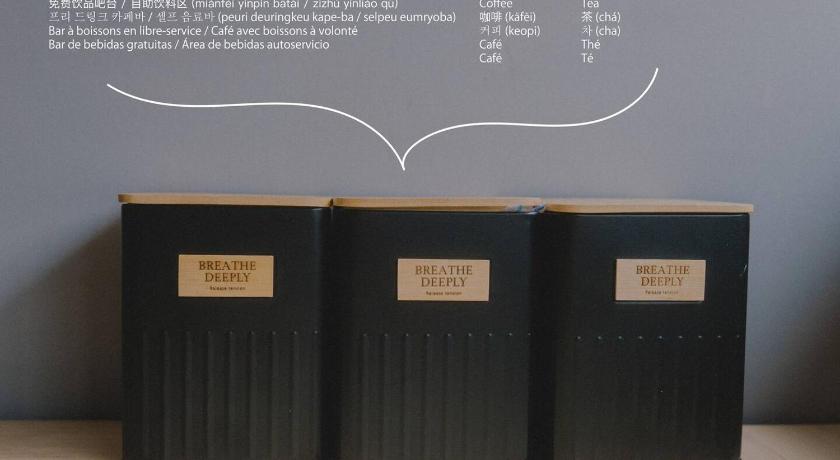 免费饮品吧台 / 自助饮料区 (miǎnfèi yǐnpǐn bātái / zìzhù yǐnliào qū)
프리 드링크 카페바 / 셀프 음료바 (peuri deuringkeu kape-ba / selpeu eumryoba)
Bar à boissons en libre-service / Café avec boissons à volonté
Bar de bebidas gratuitas / Área de bebidas autoservicio
Coffee
咖啡 (kāfēi)
커피 (keopi)
Café
Café
Tea
茶 (chá)
차 (cha)
Thé
Té
BREATHE
DEEPLY
Release tension
BREATHE
DEEPLY
Release tension
BREATHE
DEEPLY
Release tension